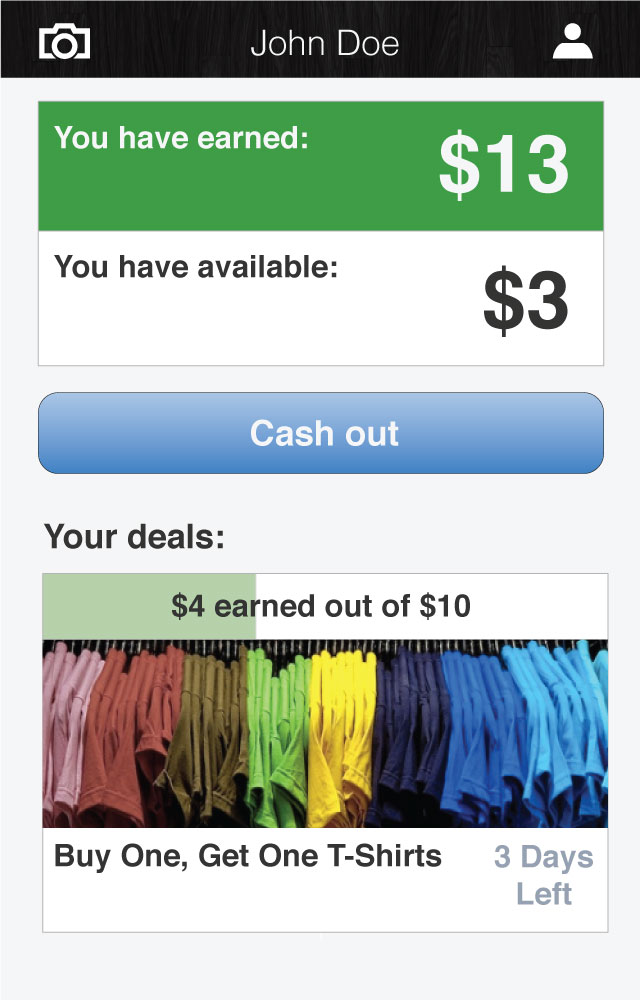 John Doe
You have earned:
$13
You have available:
$3
Cash out
Your deals:
$4 earned out of $10
Buy One, Get One T-Shirts
3 Days
Left